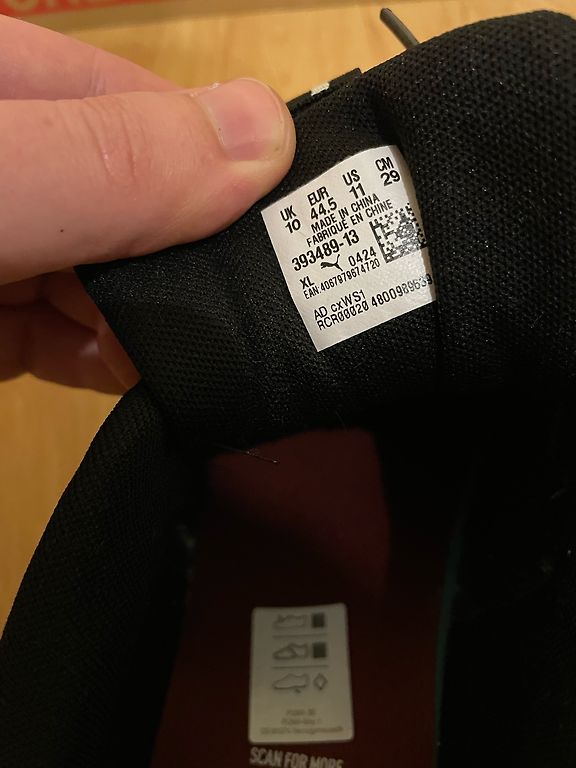 UK EUR US CM
10 44.5 11 29
MADE IN CHINA
FABRIQUE EN CHINE
393489-13
XL 0424
EAN:4067979674720
AD cxWS1
RCR00020 4800989639
SCAN FOR MORE